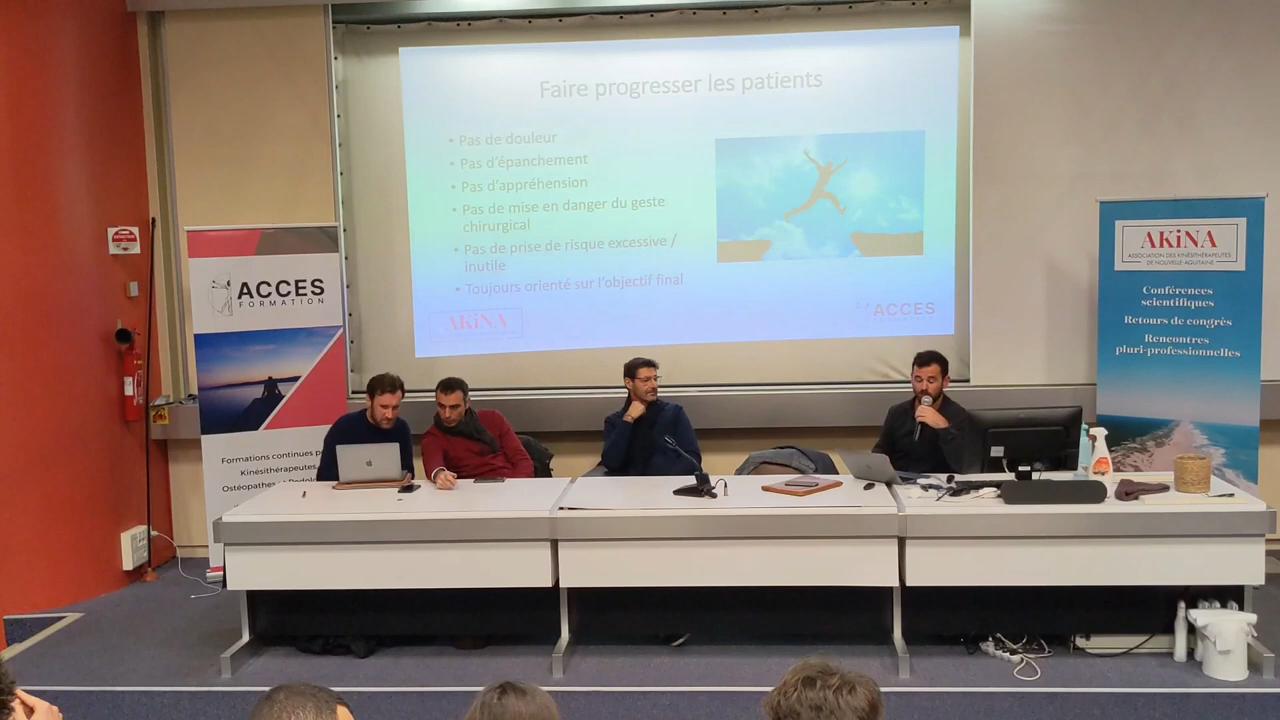 Faire progresser les patients
• Pas de douleur
• Pas d'épanchement
• Pas d'appréhension
• Pas de mise en danger du geste
chirurgical
• Pas de prise de risque excessive /
inutile
• Toujours orienté sur l'objectif final
AKiNA
ACCES
ACCES
FORMATION
Formations continues
Kinésithérapeutes,
Ostéopathes et
AKiNA
ASSOCIATION DES KINÉSITHÉRAPEUTES
DE NOUVELLE-AQUITAINE
Conférences
scientifiques
Retours de congrès
Rencontres
pluri-professionnelles